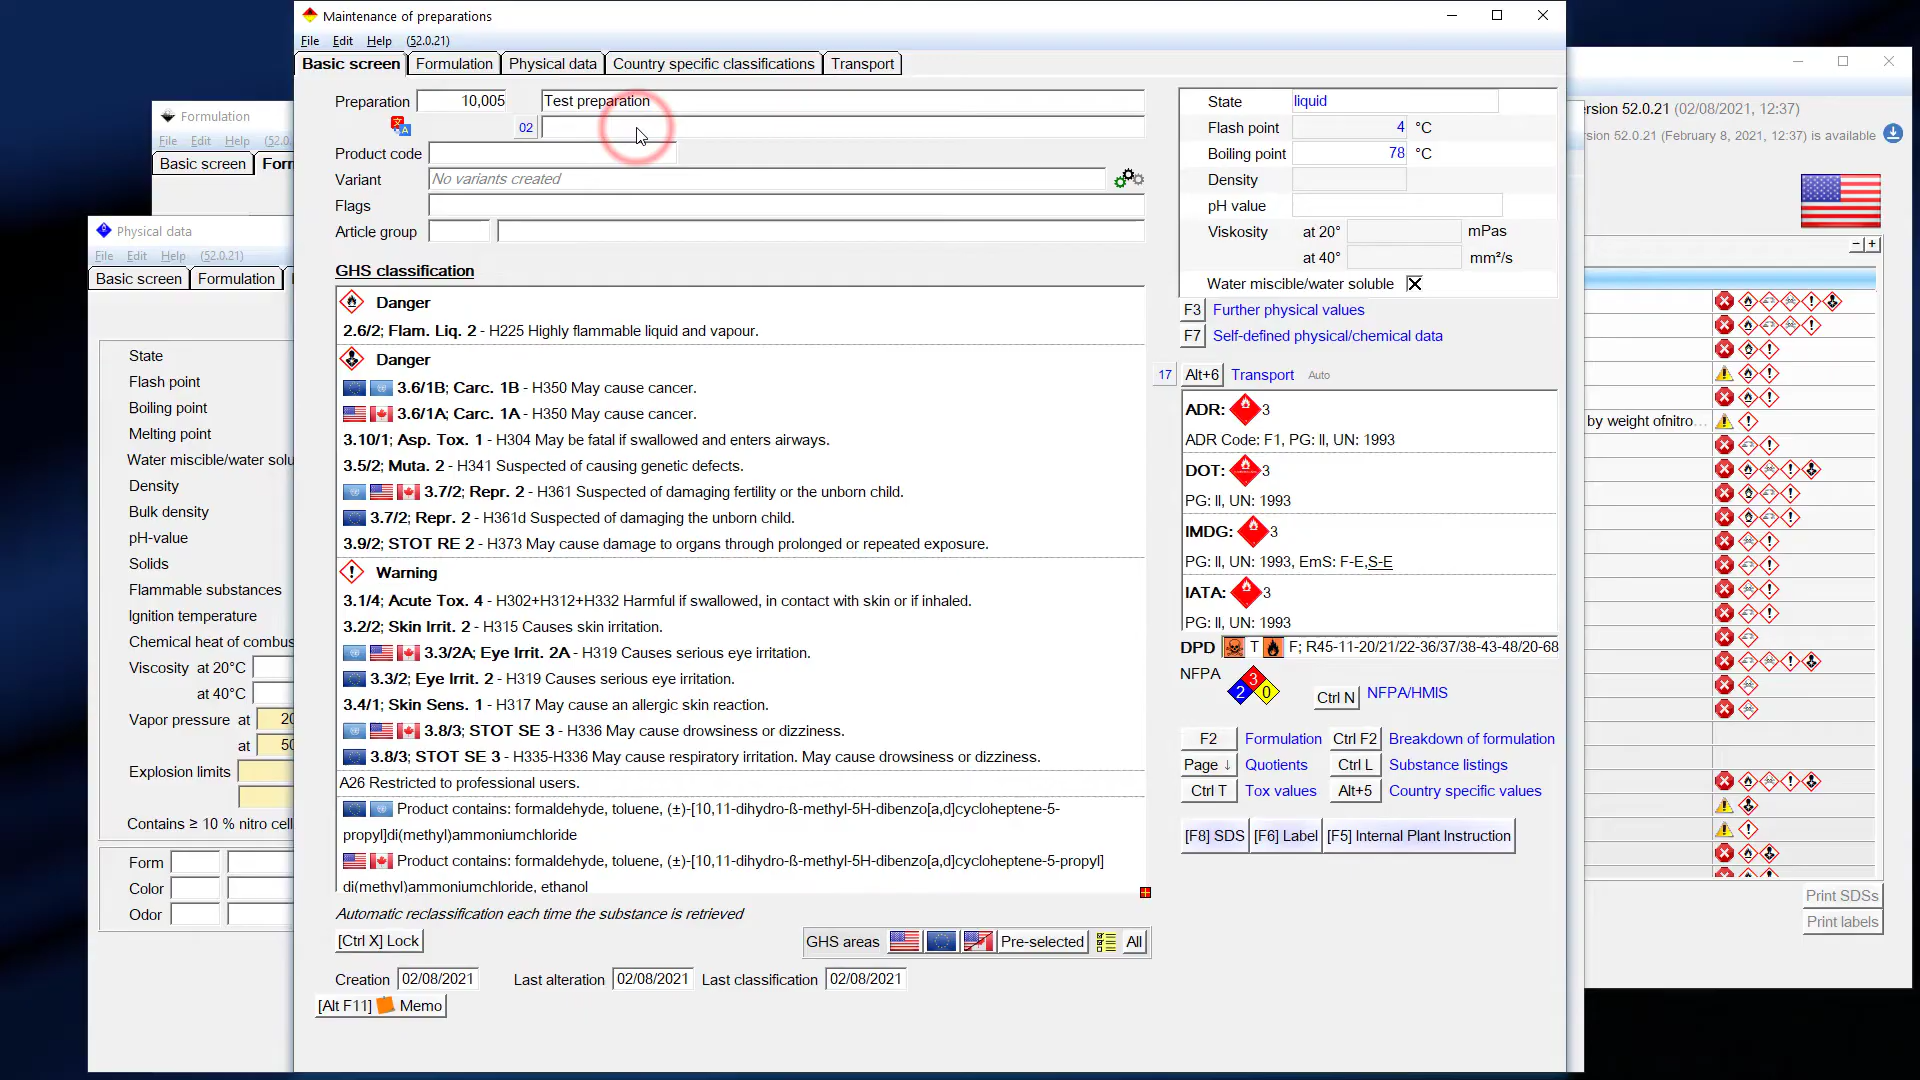 Maintenance of preparations
File Edit Help (52.0.21)
Basic screen Formulation Physical data Country specific classifications Transport
Preparation 10,005 Test preparation
02
Product code
Variant No variants created
Flags
Article group
GHS classification
Danger
2.6/2; Flam. Liq. 2 - H225 Highly flammable liquid and vapour.
Danger
3.6/1B; Carc. 1B - H350 May cause cancer.
3.6/1A; Carc. 1A - H350 May cause cancer.
3.10/1; Asp. Tox. 1 - H304 May be fatal if swallowed and enters airways.
3.5/2; Muta. 2 - H341 Suspected of causing genetic defects.
3.7/2; Repr. 2 - H361 Suspected of damaging fertility or the unborn child.
3.7/2; Repr. 2 - H361d Suspected of damaging the unborn child.
3.9/2; STOT RE 2 - H373 May cause damage to organs through prolonged or repeated exposure.
Warning
3.1/4; Acute Tox. 4 - H302+H312+H332 Harmful if swallowed, in contact with skin or if inhaled.
3.2/2; Skin Irrit. 2 - H315 Causes skin irritation.
3.3/2A; Eye Irrit. 2A - H319 Causes serious eye irritation.
3.3/2; Eye Irrit. 2 - H319 Causes serious eye irritation.
3.4/1; Skin Sens. 1 - H317 May cause an allergic skin reaction.
3.8/3; STOT SE 3 - H336 May cause drowsiness or dizziness.
3.8/3; STOT SE 3 - H335-H336 May cause respiratory irritation. May cause drowsiness or dizziness.
A26 Restricted to professional users.
Product contains: formaldehyde, toluene, (±)-[10,11-dihydro-ß-methyl-5H-dibenzo[a,d]cycloheptene-5-
propyl]di(methyl)ammoniumchloride
Product contains: formaldehyde, toluene, (±)-[10,11-dihydro-ß-methyl-5H-dibenzo[a,d]cycloheptene-5-propyl]
di(methyl)ammoniumchloride, ethanol
Automatic reclassification each time the substance is retrieved
[Ctrl X] Lock
GHS areas Pre-selected All
Creation 02/08/2021 Last alteration 02/08/2021 Last classification 02/08/2021
[Alt F11] Memo
State liquid
Flash point 4 °C
Boiling point 78 °C
Density
pH value
Viskosity at 20° mPas
at 40° mm²/s
Water miscible/water soluble
F3 Further physical values
F7 Self-defined physical/chemical data
17 Alt+6 Transport Auto
ADR: 3
ADR Code: F1, PG: II, UN: 1993
DOT: 3
PG: II, UN: 1993
IMDG: 3
PG: II, UN: 1993, EmS: F-E,S-E
IATA: 3
PG: II, UN: 1993
DPD T F; R45-11-20/21/22-36/37/38-43-48/20-68
NFPA 2 3 0 Ctrl N NFPA/HMIS
F2 Formulation Ctrl F2 Breakdown of formulation
Page ↓ Quotients Ctrl L Substance listings
Ctrl T Tox values Alt+5 Country specific values
[F8] SDS [F6] Label [F5] Internal Plant Instruction
Formulation
File Edit Help (52.0
Basic screen Forr
Physical data
File Edit Help (52.0.21)
Basic screen Formulation
State
Flash point
Boiling point
Melting point
Water miscible/water solu
Density
Bulk density
pH-value
Solids
Flammable substances
Ignition temperature
Chemical heat of combus
Viscosity at 20°C
at 40°C
Vapor pressure at 20
at 50
Explosion limits
Contains ≥ 10 % nitro cell
Form
Color
Odor
ersion 52.0.21 (02/08/2021, 12:37)
sion 52.0.21 (February 8, 2021, 12:37) is available
by weight ofnitro...
Print SDSs
Print labels